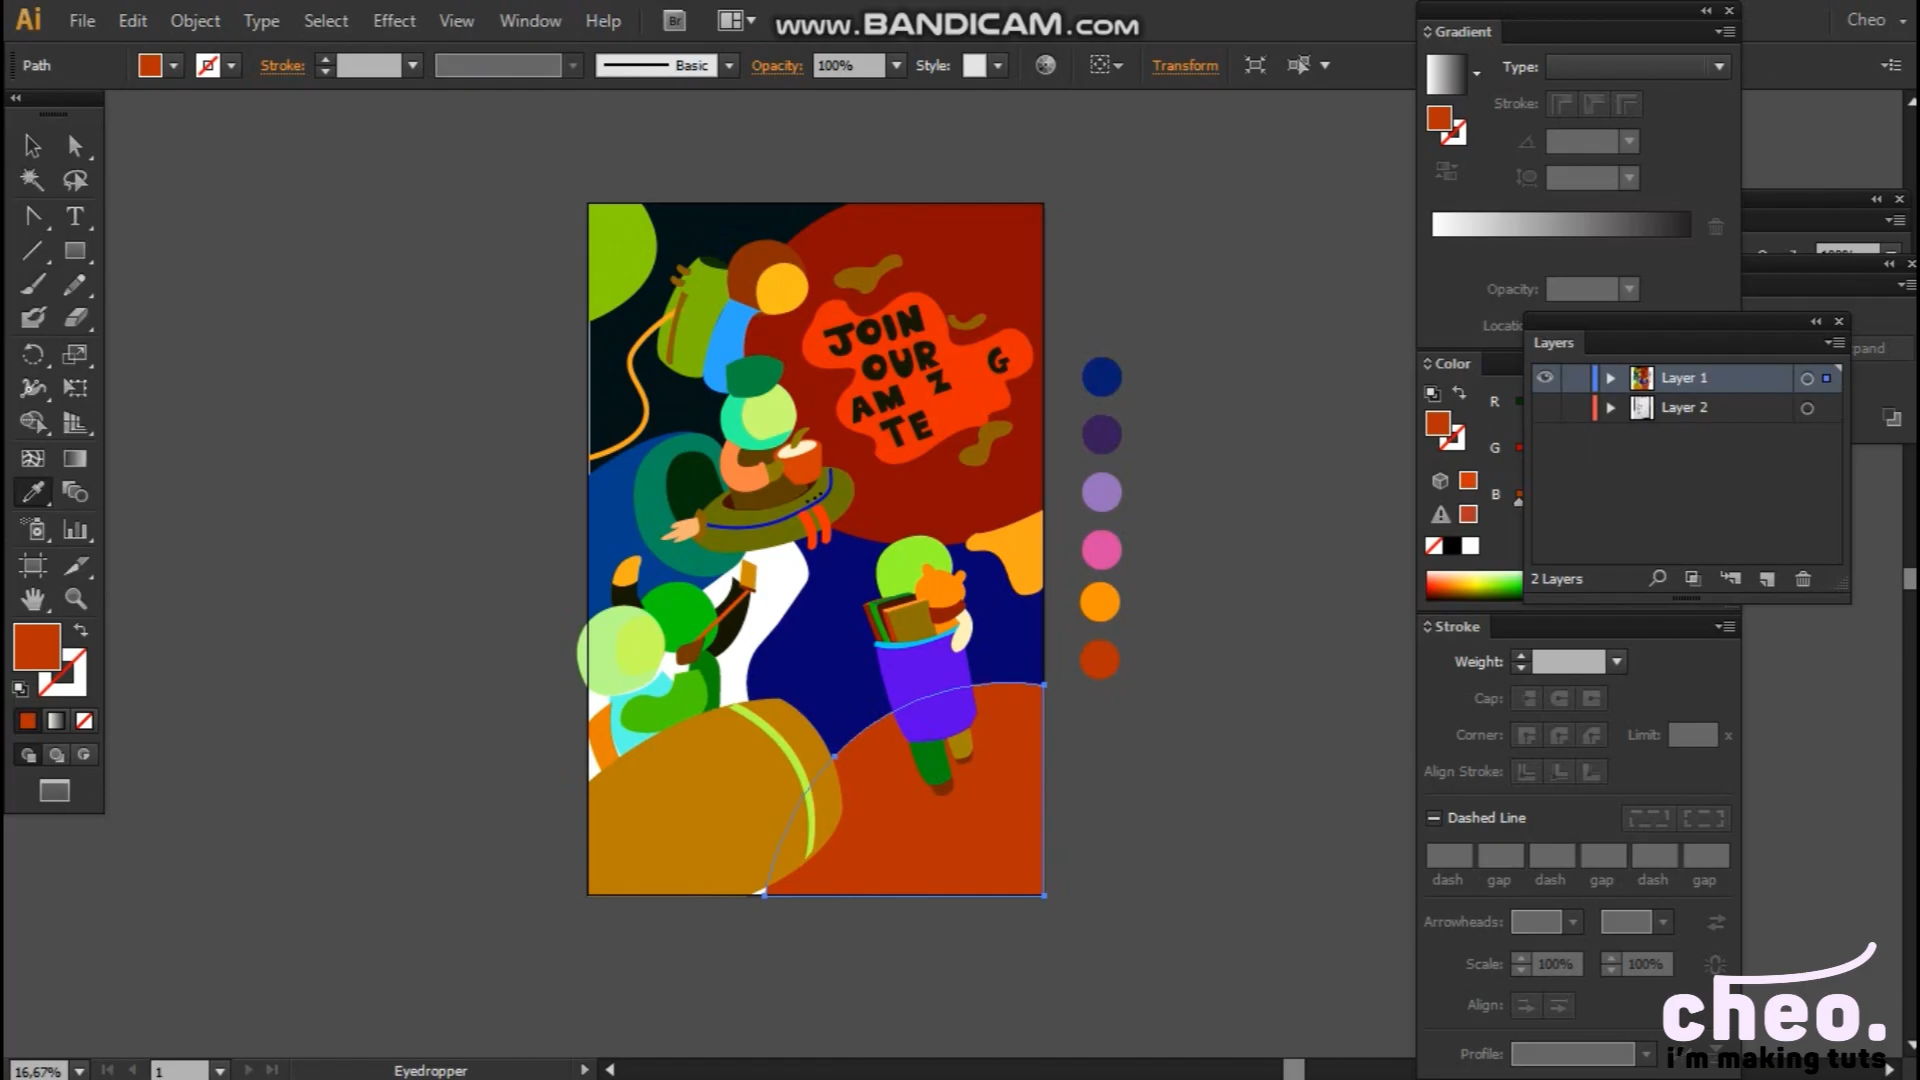 Ai File Edit Object Type Select Effect View Window Help Br
www.BANDICAM.com
Cheo
Path
Stroke:
Basic
Opacity: 100%
Style:
Transform
Gradient
Type:
Stroke:
Opacity:
Color
R
G
B
Layers
Layer 1
Layer 2
2 Layers
JOIN
OUR
AM Z G
TE
Stroke
Weight:
Cap:
Corner:
Limit: x
Align Stroke:
Dashed Line
dash gap dash gap dash gap
Arrowheads:
Scale: 100% 100%
Align:
Profile:
cheo.
i'm making tuts
16,67%
1
Eyedropper